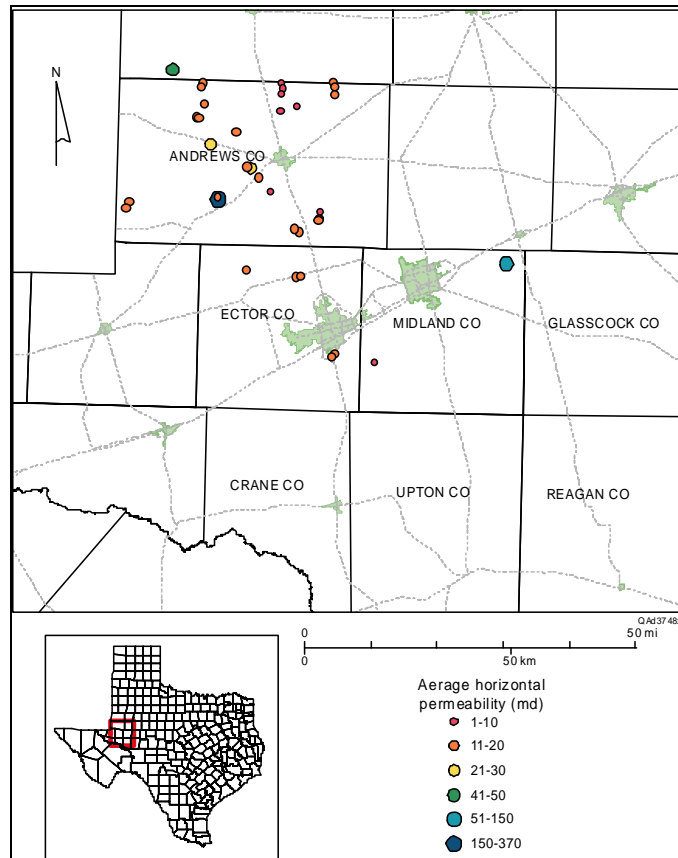 N
ANDREWS CO
ECTOR CO
MIDLAND CO
GLASSCOCK CO
CRANE CO
UPTON CO
REAGAN CO
0 50 mi
0 50 km
Aerage horizontal
permeability (md)
1-10
11-20
21-30
41-50
51-150
150-370